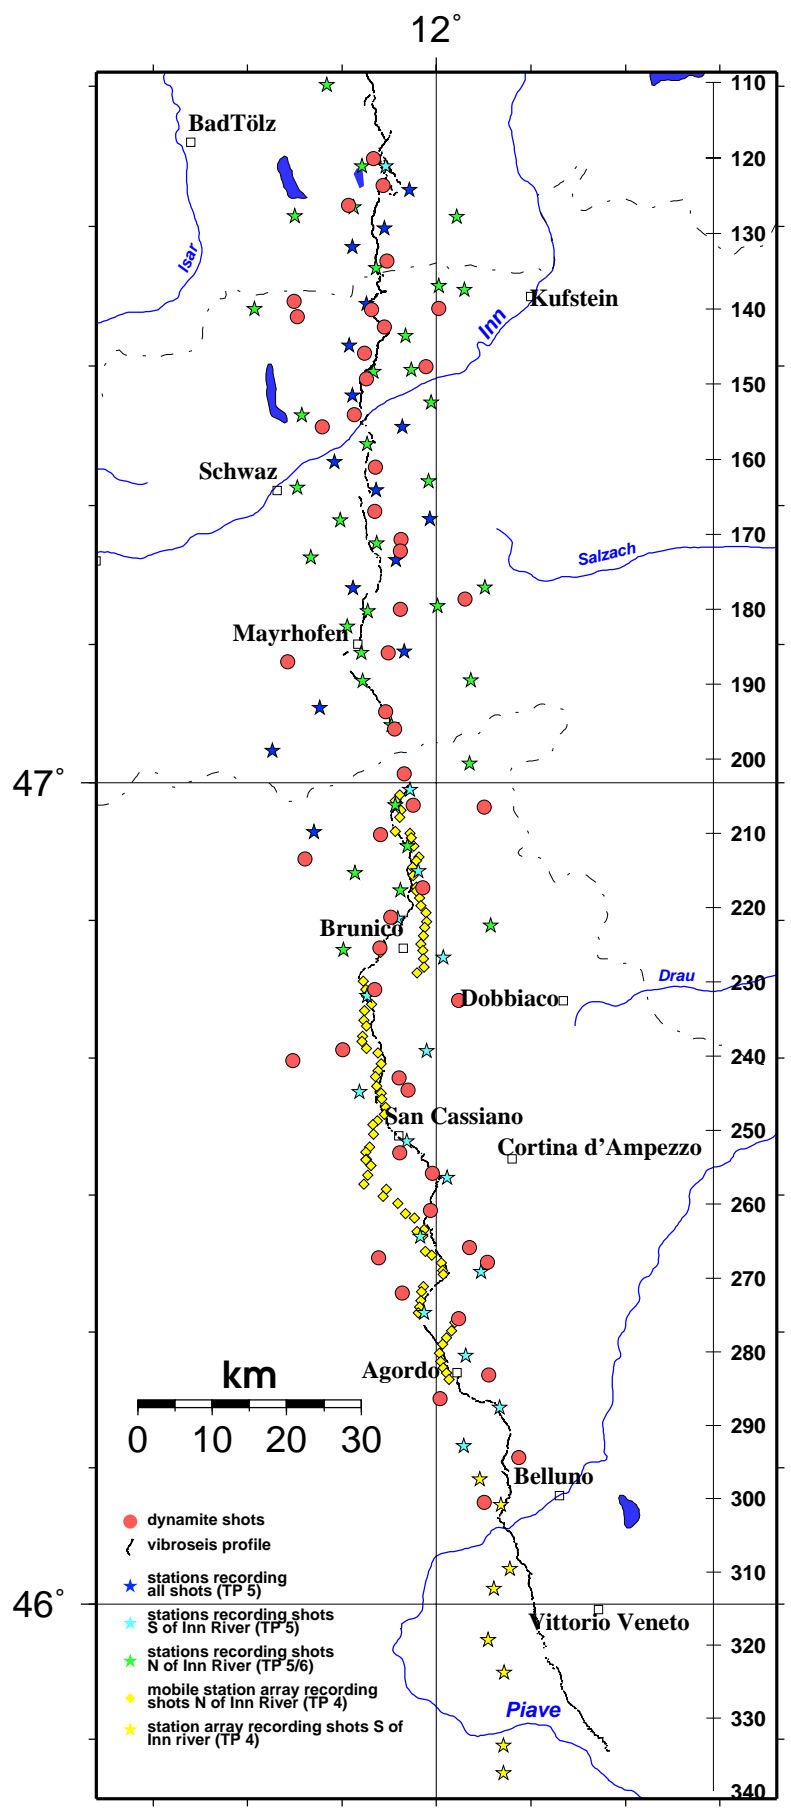 12°
110
BadTölz
120
130
Isar
Kufstein
140
Inn
150
160
Schwaz
170
Salzach
180
Mayrhofen
190
200
47°
210
220
Brunico
230
Drau
Dobbiaco
240
San Cassiano
250
Cortina d'Ampezzo
260
270
280
Agordo
km
290
0 10 20 30
Belluno
300
dynamite shots
vibroseis profile
310
stations recording
all shots (TP 5)
46°
stations recording shots
S of Inn River (TP 5)
Vittorio Veneto
320
stations recording shots
N of Inn River (TP 5/6)
mobile station array recording
shots N of Inn River (TP 4)
Piave
330
station array recording shots S of
Inn river (TP 4)
340